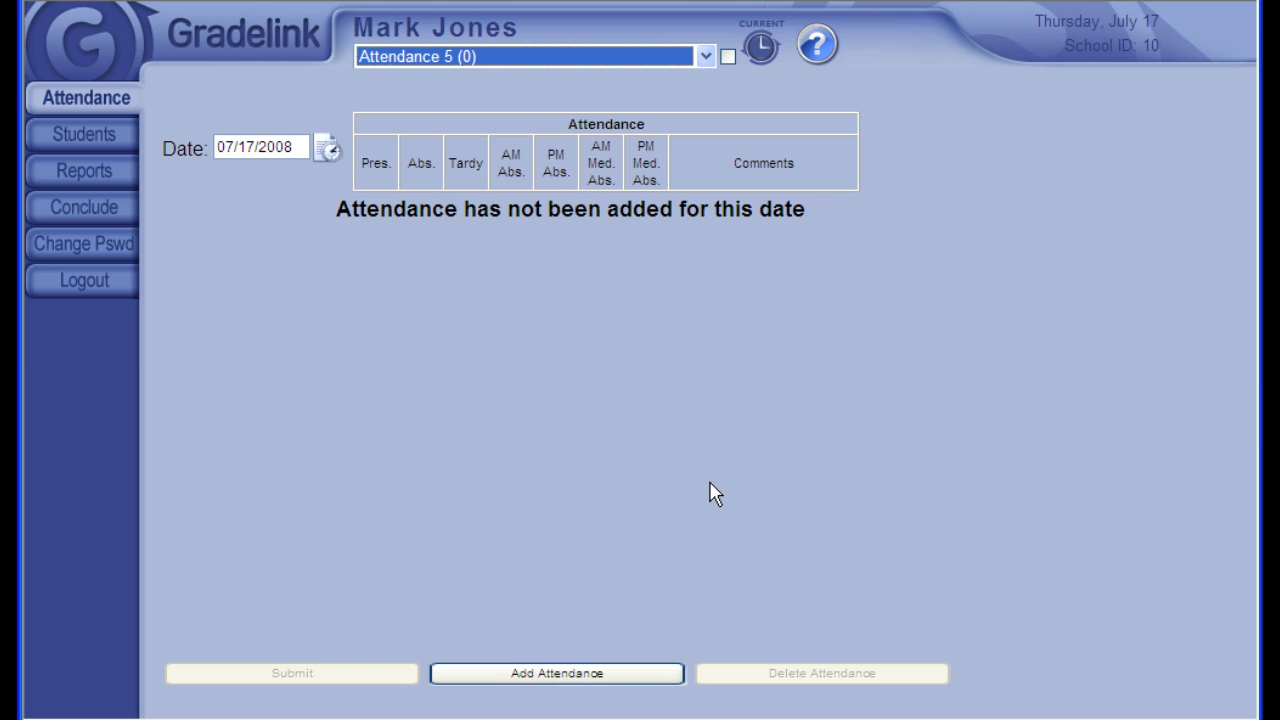 G Gradelink
Mark Jones
CURRENT
Thursday, July 17
School ID: 10
Attendance 5 (0)
?
Attendance
Students
Reports
Conclude
Change Pswd
Logout
Date: 07/17/2008
Attendance
Pres. Abs. Tardy AM Abs. PM Abs. AM Med. Abs. PM Med. Abs. Comments
Attendance has not been added for this date
Submit Add Attendance Delete Attendance